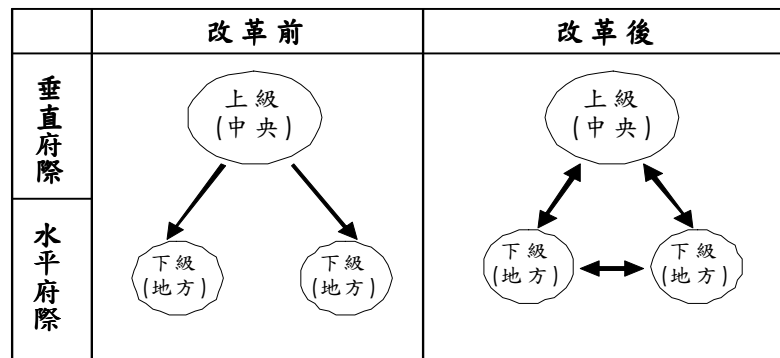 改革前
改革後
垂直府際
上級
(中央)
上級
(中央)
水平府際
下級
(地方)
下級
(地方)
下級
(地方)
下級
(地方)